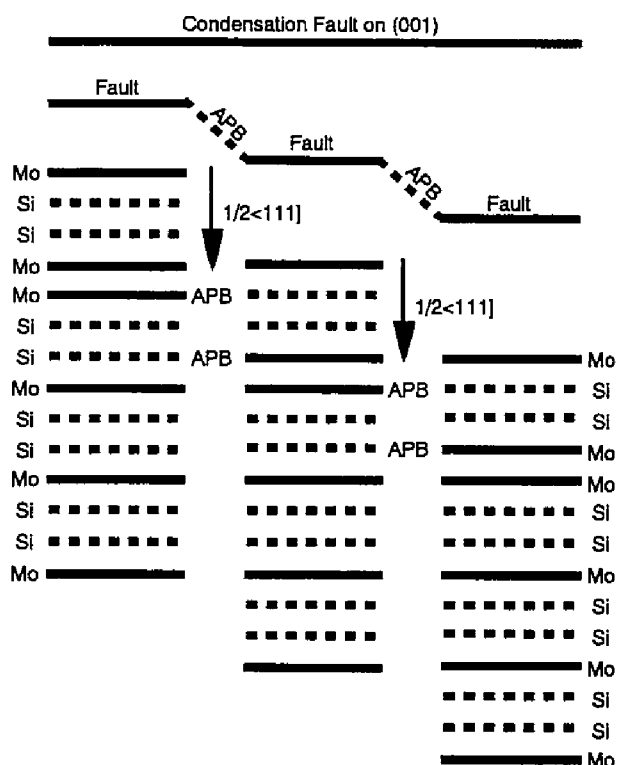 Condensation Fault on (001)
Fault
APB
Fault
APB
Fault
Mo
Si
1/2<111]
Si
Mo
Mo
APB
1/2<111]
Si
Si
APB
Mo
Mo
APB
Si
Si
Si
Si
APB
Mo
Mo
Mo
Si
Si
Si
Si
Mo
Mo
Si
Si
Mo
Si
Si
Mo